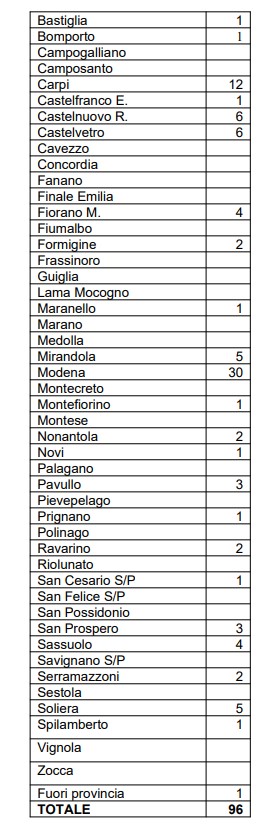 Bastiglia 1
Bomporto 1
Campogalliano
Camposanto
Carpi 12
Castelfranco E. 1
Castelnuovo R. 6
Castelvetro 6
Cavezzo
Concordia
Fanano
Finale Emilia
Fiorano M. 4
Fiumalbo
Formigine 2
Frassinoro
Guiglia
Lama Mocogno
Maranello 1
Marano
Medolla
Mirandola 5
Modena 30
Montecreto
Montefiorino 1
Montese
Nonantola 2
Novi 1
Palagano
Pavullo 3
Pievepelago
Prignano 1
Polinago
Ravarino 2
Riolunato
San Cesario S/P 1
San Felice S/P
San Possidonio
San Prospero 3
Sassuolo 4
Savignano S/P
Serramazzoni 2
Sestola
Soliera 5
Spilamberto 1
Vignola
Zocca
Fuori provincia 1
TOTALE 96